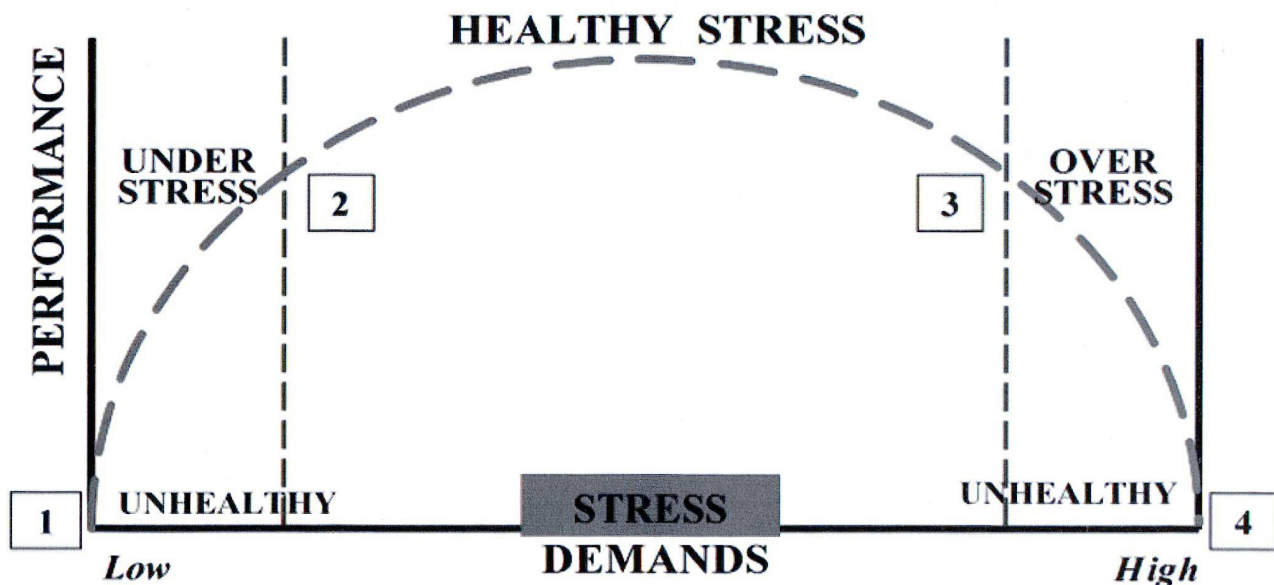 HEALTHY STRESS
PERFORMANCE
UNDER
STRESS
OVER
STRESS
2
3
1
UNHEALTHY
STRESS
UNHEALTHY
4
Low
DEMANDS
High